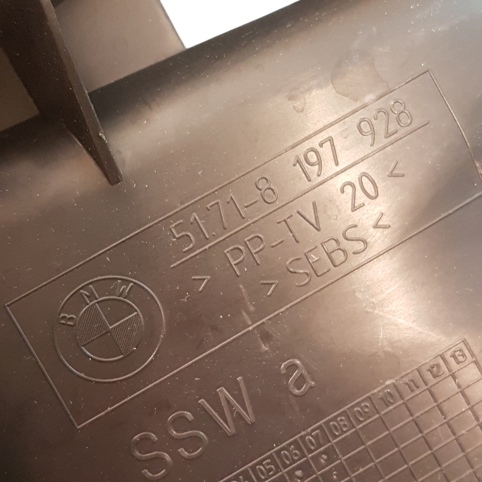 51.71-8 197 928
> PP-TV 20 <
> SEBS <
BMW
SSW a
04 05 06 07 08 09 10 11 12 13